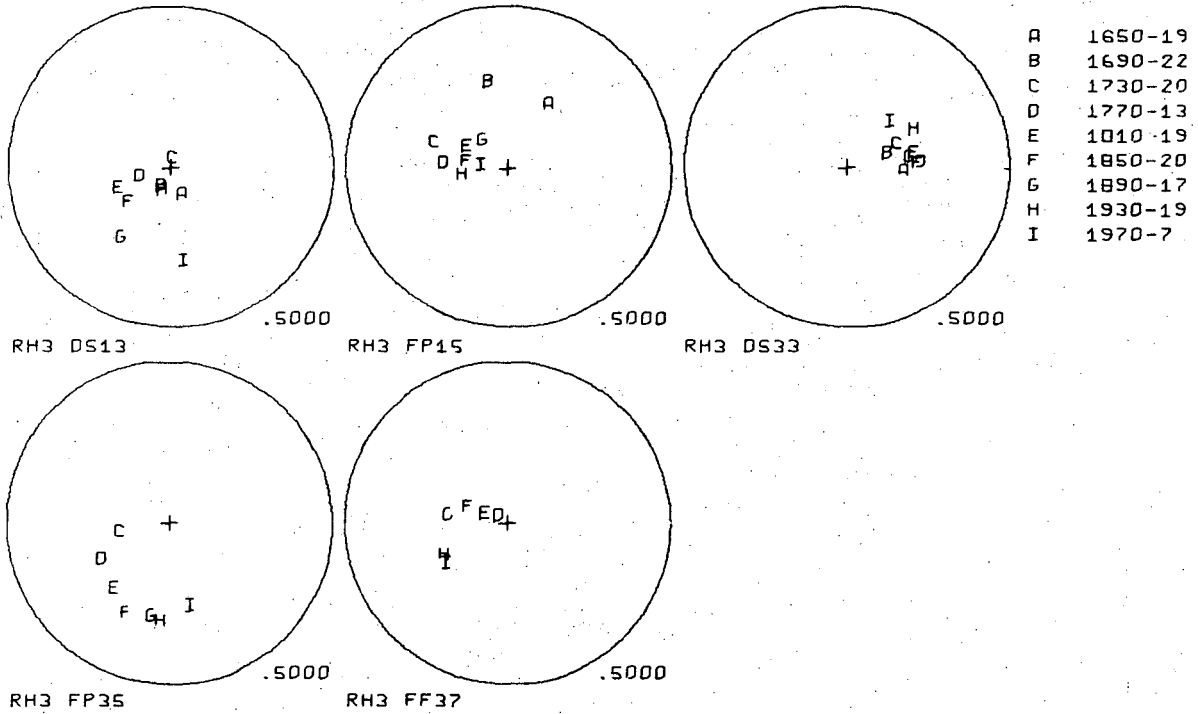 A 1650-19
B 1690-22
C 1730-20
D 1770-13
E 1810-19
F 1850-20
G 1890-17
H 1930-19
I 1970-7
B
A
C
G
E
D
F
I
H
.5000
.5000
.5000
RH3 DS13
RH3 FP15
RH3 DS33
C
D
E
F
G
H
I
C
F
E
D
H
I
.5000
.5000
RH3 FP35
RH3 FF37